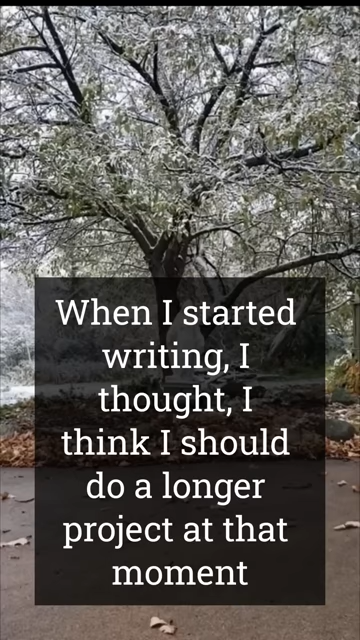 When I started
writing, I
thought, I
think I should
do a longer
project at that
moment